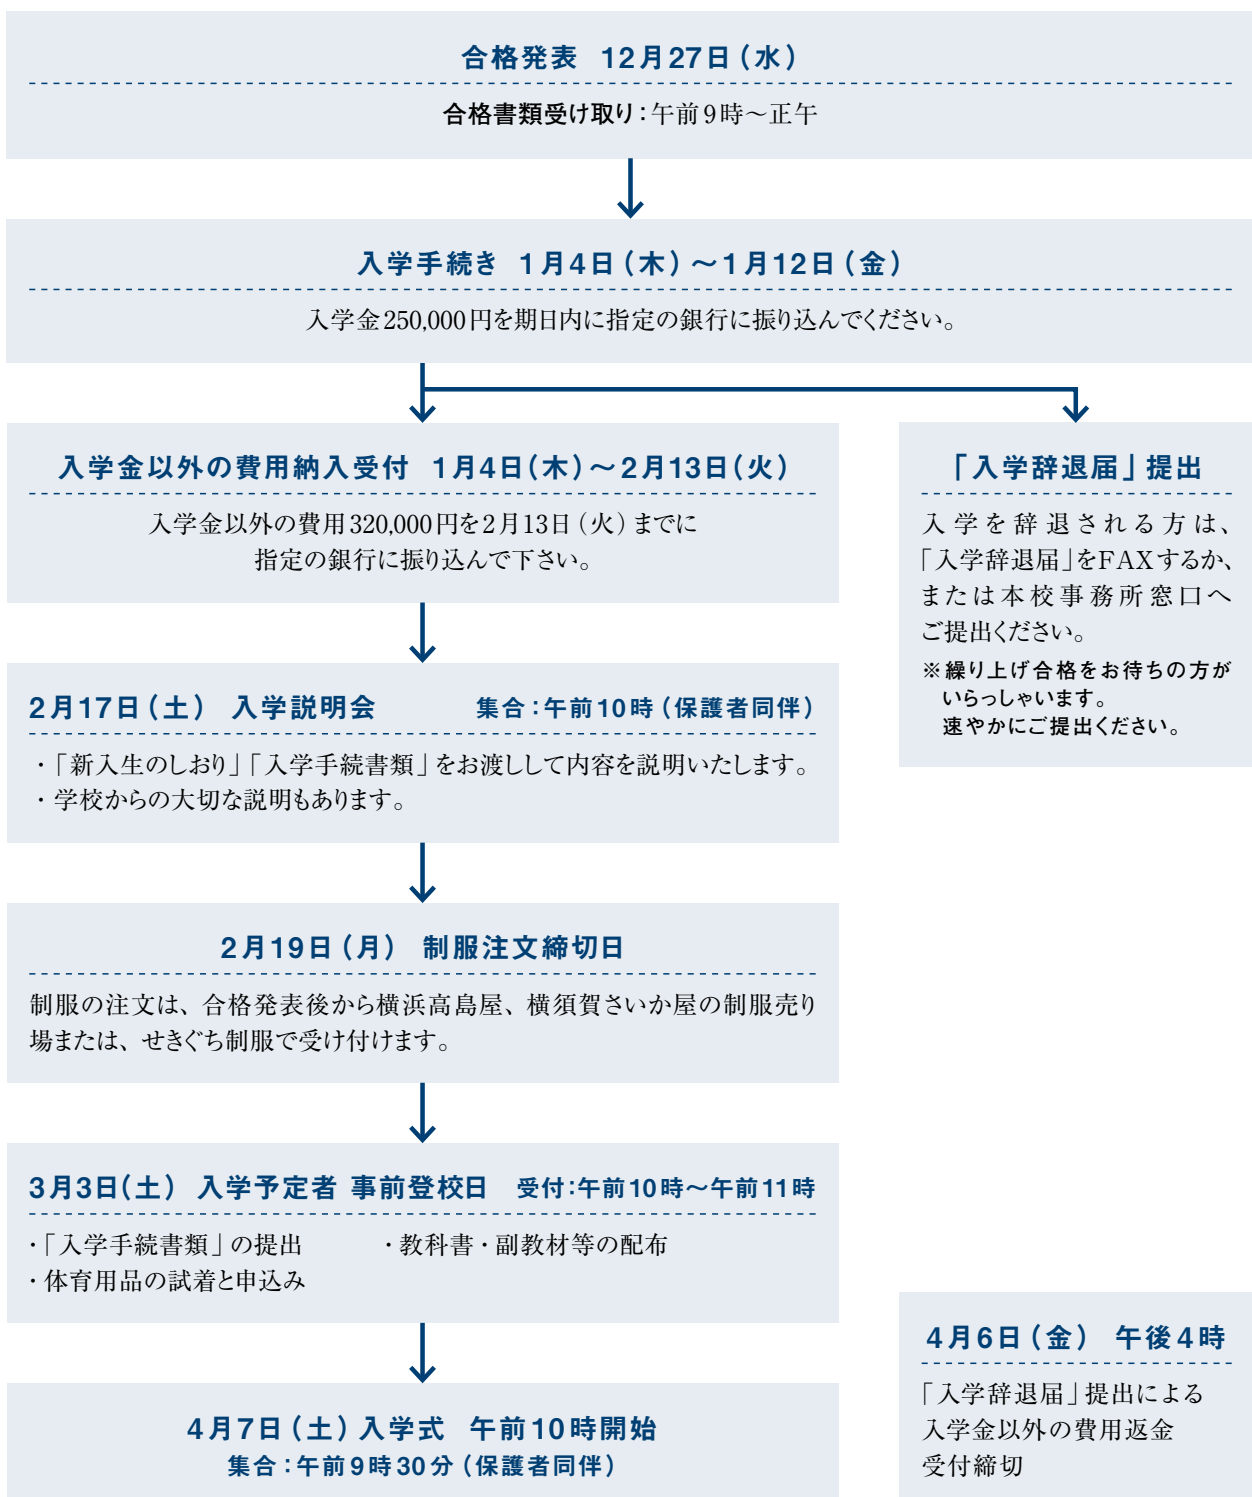 合格発表 12月27日（水）
合格書類受け取り：午前9時～正午
入学手続き 1月4日（木）～1月12日（金）
入学金250,000円を期日内に指定の銀行に振り込んでください。
入学金以外の費用納入受付 1月4日(木)～2月13日(火)
入学金以外の費用320,000円を2月13日（火）までに
指定の銀行に振り込んで下さい。
「入学辞退届」提出
入学を辞退される方は、
「入学辞退届」をFAXするか、
または本校事務所窓口へ
ご提出ください。
※繰り上げ合格をお待ちの方が
いらっしゃいます。
速やかにご提出ください。
2月17日（土） 入学説明会 集合：午前10時（保護者同伴）
・「新入生のしおり」「入学手続書類」をお渡しして内容を説明いたします。
・学校からの大切な説明もあります。
2月19日（月） 制服注文締切日
制服の注文は、合格発表後から横浜高島屋、横須賀さいか屋の制服売り
場または、せきぐち制服で受け付けます。
3月3日(土) 入学予定者 事前登校日 受付：午前10時～午前11時
・「入学手続書類」の提出 ・教科書・副教材等の配布
・体育用品の試着と申込み
4月7日（土）入学式 午前10時開始
集合：午前9時30分（保護者同伴）
4月6日（金） 午後4時
「入学辞退届」提出による
入学金以外の費用返金
受付締切